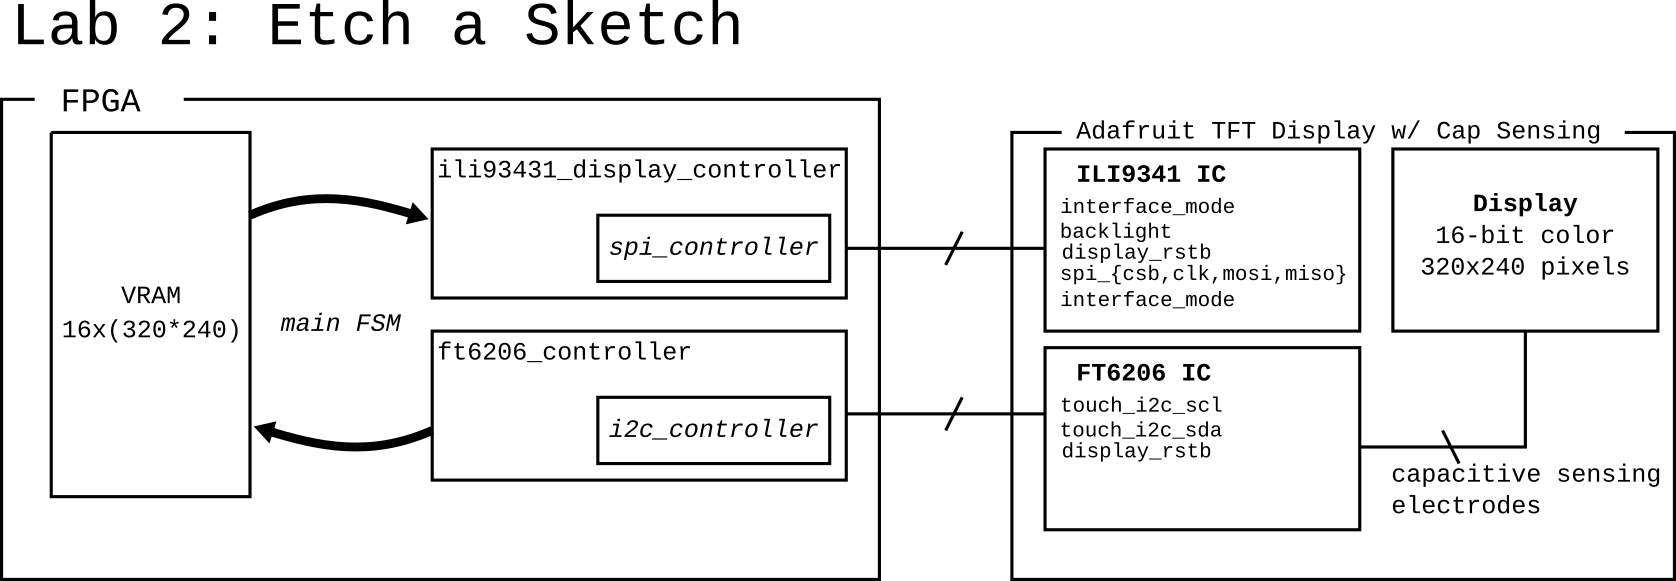 Lab 2: Etch a Sketch
FPGA
VRAM
16x(320*240)
main FSM
ili93431_display_controller
spi_controller
ft6206_controller
i2c_controller
Adafruit TFT Display w/ Cap Sensing
ILI9341 IC
interface_mode
backlight
display_rstb
spi_{csb,clk,mosi,miso}
interface_mode
Display
16-bit color
320x240 pixels
FT6206 IC
touch_i2c_scl
touch_i2c_sda
display_rstb
capacitive sensing
electrodes